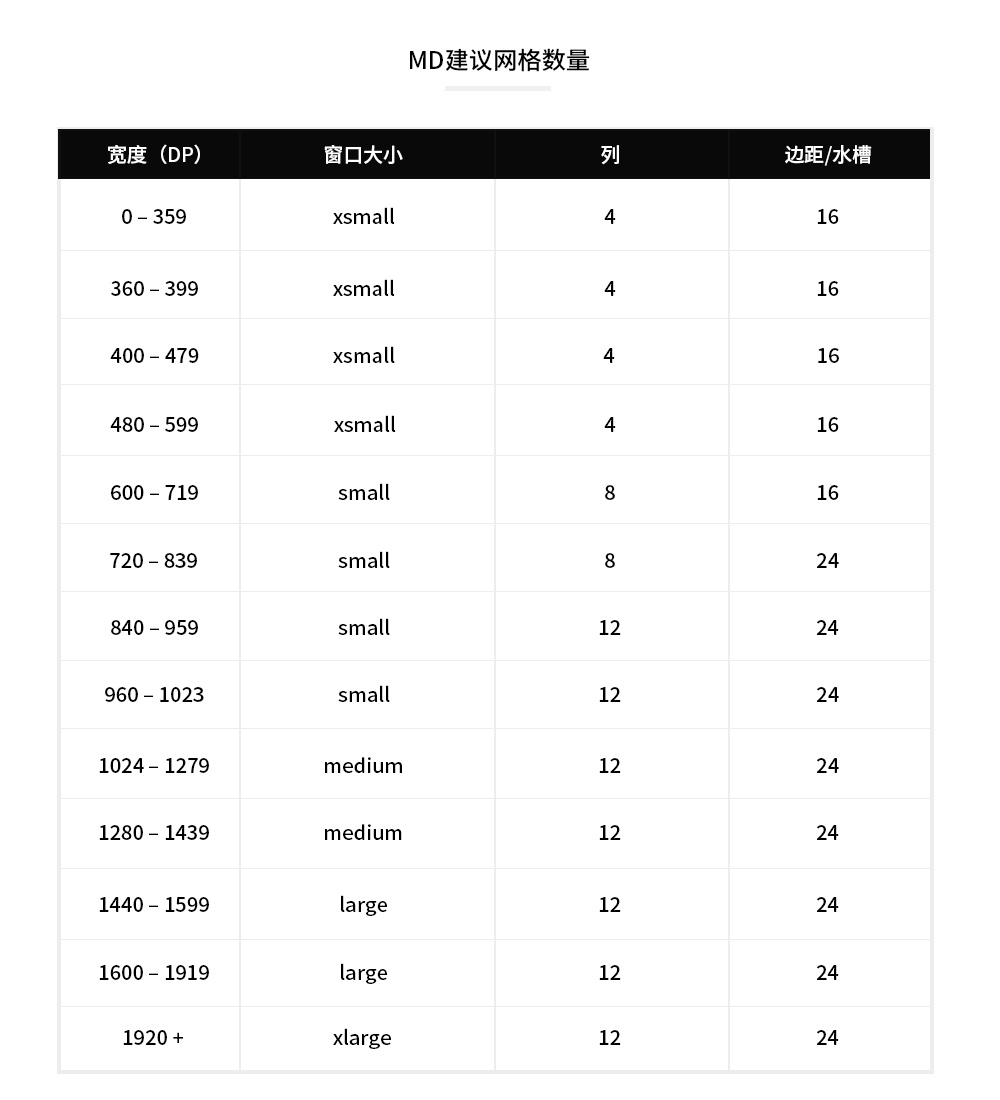 MD建议网格数量
宽度（DP） 窗口大小 列 边距/水槽
0 – 359 xsmall 4 16
360 – 399 xsmall 4 16
400 – 479 xsmall 4 16
480 – 599 xsmall 4 16
600 – 719 small 8 16
720 – 839 small 8 24
840 – 959 small 12 24
960 – 1023 small 12 24
1024 – 1279 medium 12 24
1280 – 1439 medium 12 24
1440 – 1599 large 12 24
1600 – 1919 large 12 24
1920 + xlarge 12 24